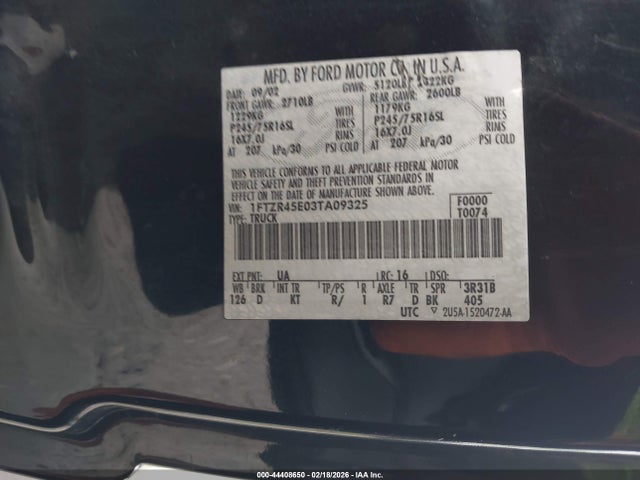 MFD. BY FORD MOTOR CO. IN U.S.A.
DATE: 09/02 GVWR: 5120LB/ 2322KG
FRONT GAWR: 2710LB REAR GAWR: 2600LB
1229KG 1179KG WITH
P245/75R16SL WITH TIRES P245/75R16SL TIRES
16X7.0J RIMS 16X7.0J RIMS
AT 207 kPa/30 PSI COLD AT 207 kPa/30 PSI COLD
THIS VEHICLE CONFORMS TO ALL APPLICABLE FEDERAL MOTOR
VEHICLE SAFETY AND THEFT PREVENTION STANDARDS IN
EFFECT ON THE DATE OF MANUFACTURE SHOWN ABOVE.
VIN: 1FTZR45E03TA09325 F0000
TYPE: TRUCK T0074
EXT PNT: UA RC: 16 DSO:
WB BRK INT TR TP/PS R AXLE TR SPR 3R31B
126 D KT R/ 1 R7 D BK 405
UTC ▽ 2U5A-1520472-AA
000-44408650 - 02/18/2026 - IAA Inc.